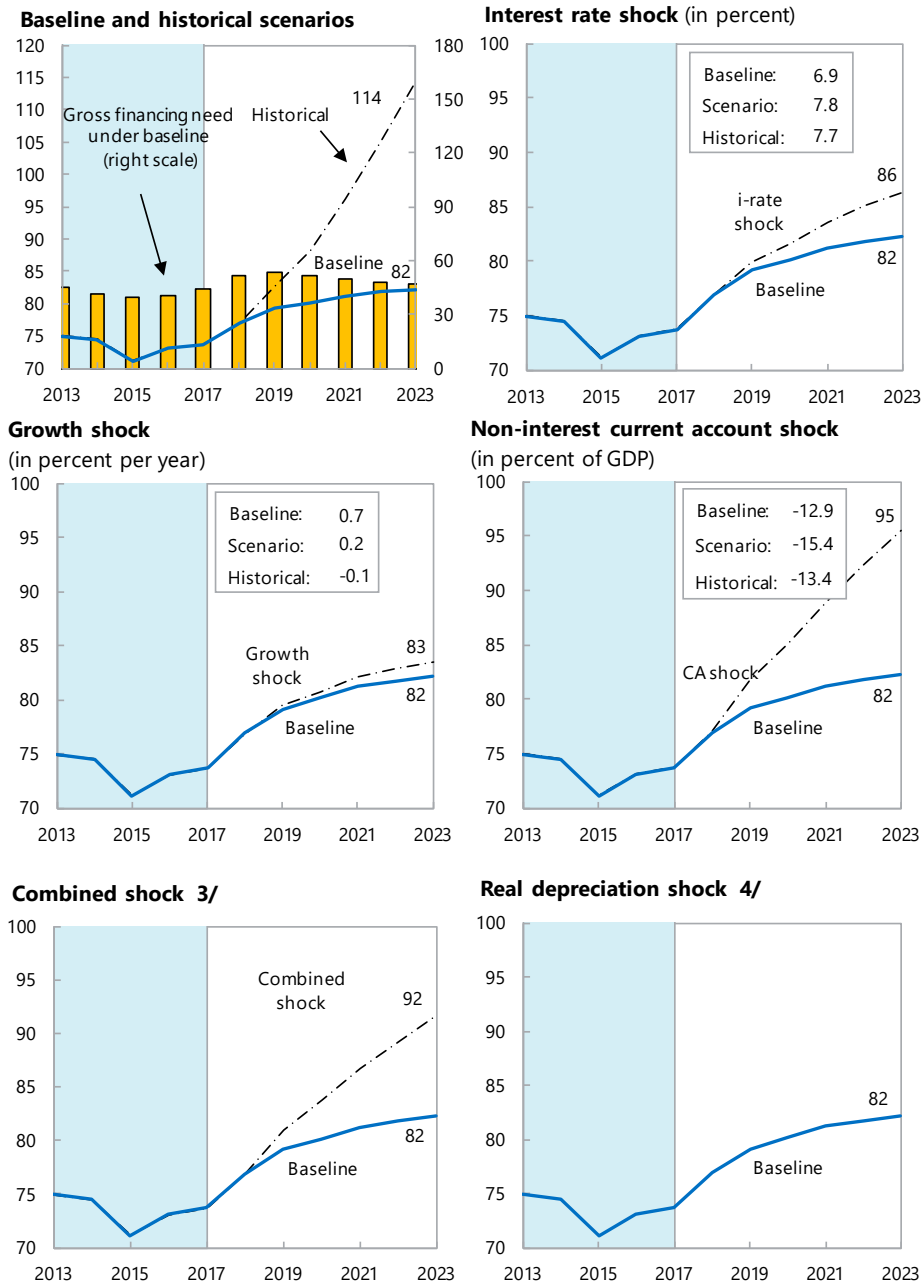 Baseline and historical scenarios
120
115
110
105
100
95
90
85
80
75
70
180
150
120
90
60
30
0
114
Gross financing need
under baseline
(right scale)
Historical
Baseline
82
2013 2015 2017 2019 2021 2023
Interest rate shock (in percent)
100
95
90
85
80
75
70
Baseline: 6.9
Scenario: 7.8
Historical: 7.7
86
i-rate
shock
82
Baseline
2013 2015 2017 2019 2021 2023
Growth shock
(in percent per year)
100
95
90
85
80
75
70
Baseline: 0.7
Scenario: 0.2
Historical: -0.1
83
Growth
shock
82
Baseline
2013 2015 2017 2019 2021 2023
Non-interest current account shock
(in percent of GDP)
100
95
90
85
80
75
70
Baseline: -12.9
Scenario: -15.4
Historical: -13.4
95
CA shock
82
Baseline
2013 2015 2017 2019 2021 2023
Combined shock 3/
100
95
90
85
80
75
70
Combined
shock
92
82
Baseline
2013 2015 2017 2019 2021 2023
Real depreciation shock 4/
100
95
90
85
80
75
70
82
Baseline
2013 2015 2017 2019 2021 2023